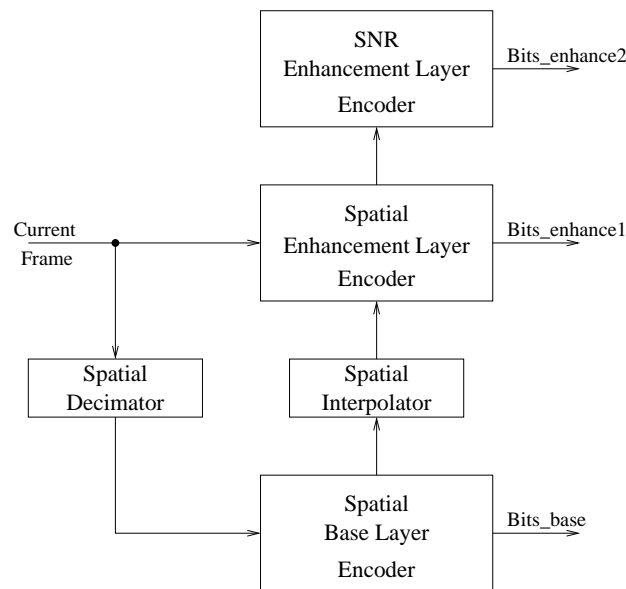 SNR
Enhancement Layer
Encoder
Bits_enhance2
Current
Frame
Spatial
Enhancement Layer
Encoder
Bits_enhance1
Spatial
Decimator
Spatial
Interpolator
Spatial
Base Layer
Encoder
Bits_base